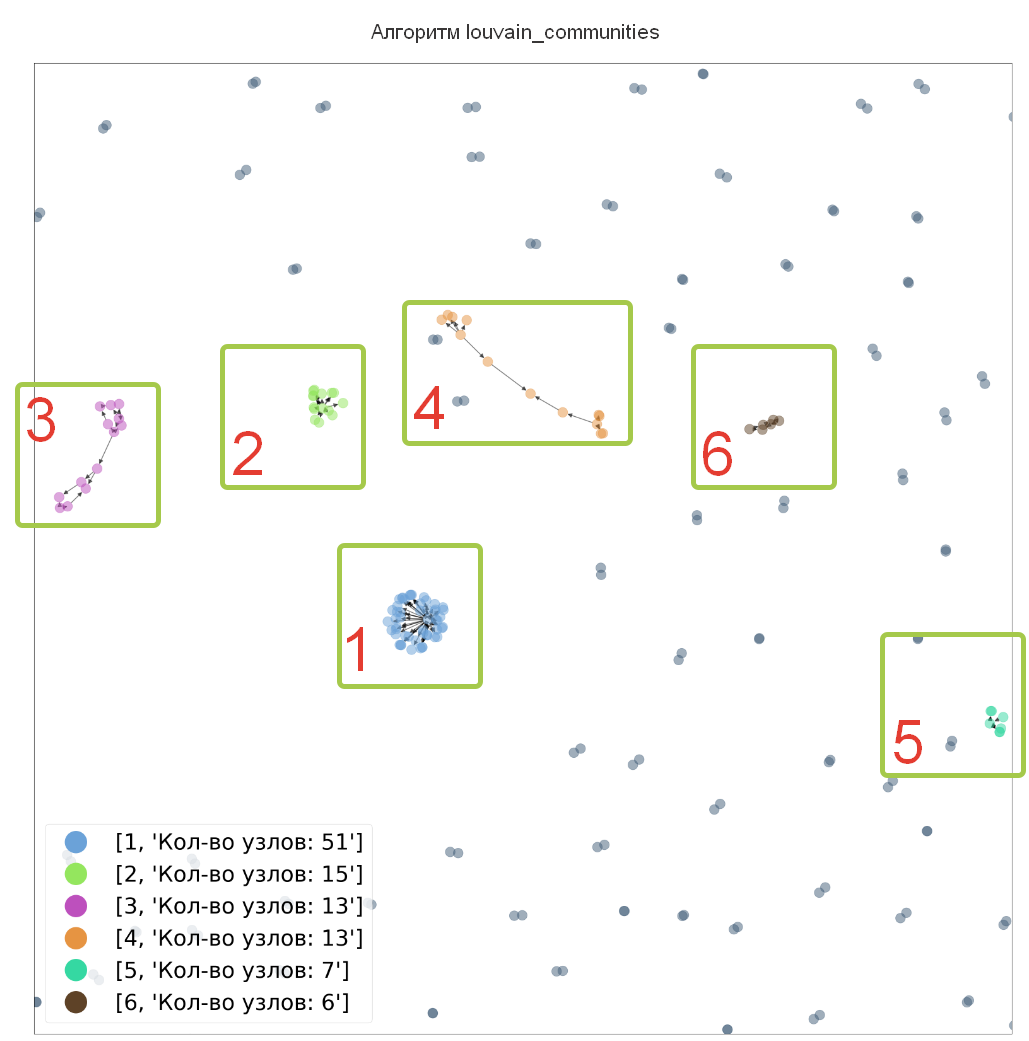 Алгоритм louvain_communities
4
3
2
6
1
5
[1, 'Кол-во узлов: 51']
[2, 'Кол-во узлов: 15']
[3, 'Кол-во узлов: 13']
[4, 'Кол-во узлов: 13']
[5, 'Кол-во узлов: 7']
[6, 'Кол-во узлов: 6']